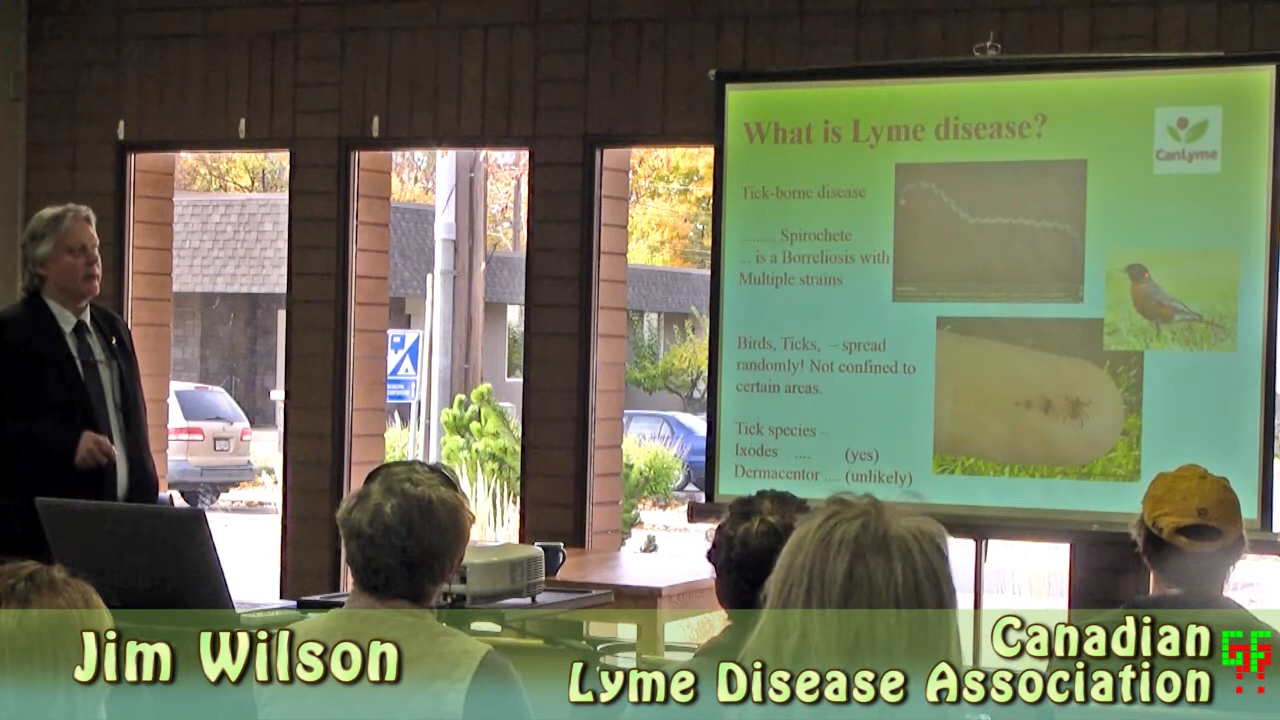 What is Lyme disease?
CanLyme
Tick-borne disease
......... Spirochete
... is a Borreliosis with
Multiple strains
Birds, Ticks, – spread
randomly! Not confined to
certain areas.
Tick species –
Ixodes .... (yes)
Dermacentor .... (unlikely)
Jim Wilson
Canadian
Lyme Disease Association